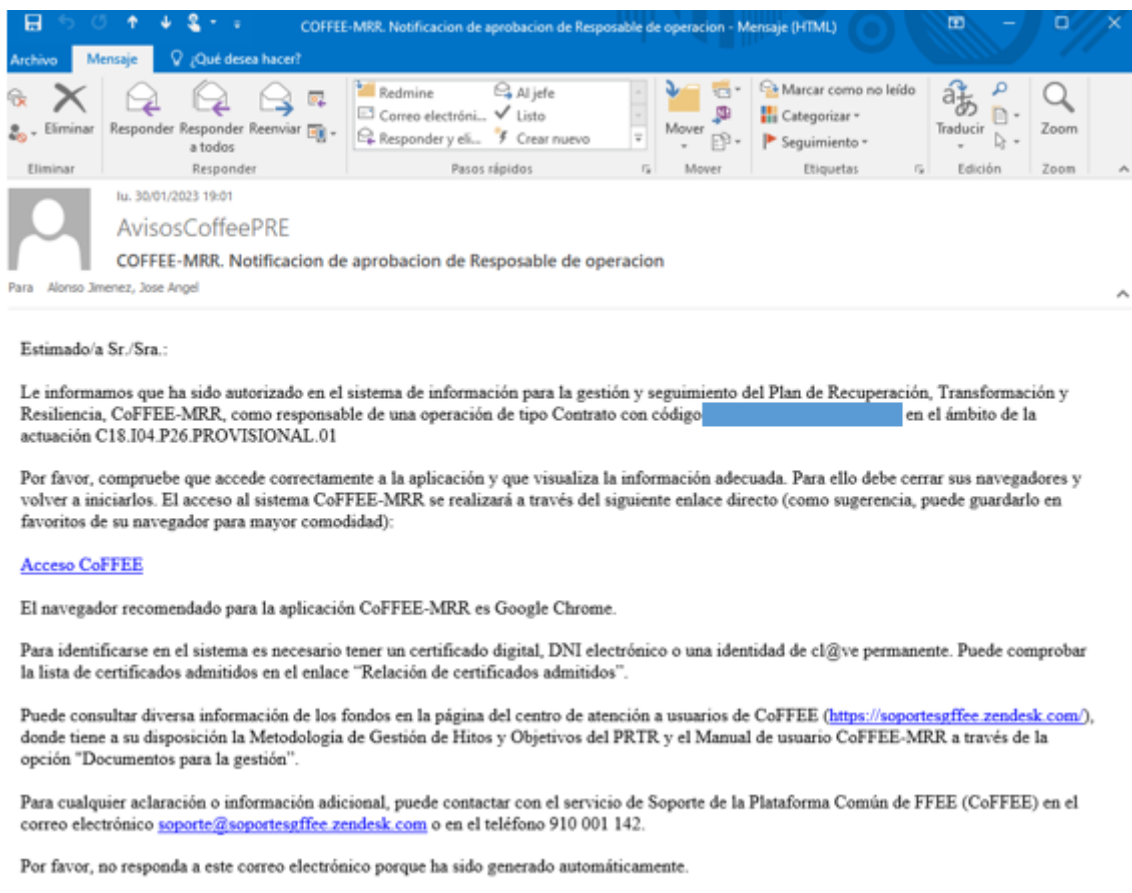 COFFEE-MRR. Notificacion de aprobacion de Resposable de operacion - Mensaje (HTML)
Archivo Mensaje ¿Qué desea hacer?
Eliminar
Responder Responder a todos Reenviar
Redmine
Correo electróni...
Responder y eli...
Al jefe
Listo
Crear nuevo
Mover
Marcar como no leído
Categorizar
Seguimiento
Traducir
Zoom
Eliminar Responder Pasos rápidos Mover Etiquetas Edición Zoom
lu. 30/01/2023 19:01
AvisosCoffeePRE
COFFEE-MRR. Notificacion de aprobacion de Resposable de operacion
Para Alonso Jmenez, Jose Angel
Estimado/a Sr./Sra.:
Le informamos que ha sido autorizado en el sistema de información para la gestión y seguimiento del Plan de Recuperación, Transformación y
Resiliencia, CoFFEE-MRR, como responsable de una operación de tipo Contrato con código en el ámbito de la
actuación C18.I04.P26.PROVISIONAL.01
Por favor, compruebe que accede correctamente a la aplicación y que visualiza la información adecuada. Para ello debe cerrar sus navegadores y
volver a iniciarlos. El acceso al sistema CoFFEE-MRR se realizará a través del siguiente enlace directo (como sugerencia, puede guardarlo en
favoritos de su navegador para mayor comodidad):
Acceso CoFFEE
El navegador recomendado para la aplicación CoFFEE-MRR es Google Chrome.
Para identificarse en el sistema es necesario tener un certificado digital, DNI electrónico o una identidad de cl@ve permanente. Puede comprobar
la lista de certificados admitidos en el enlace “Relación de certificados admitidos”.
Puede consultar diversa información de los fondos en la página del centro de atención a usuarios de CoFFEE (https://soportesgffee.zendesk.com/),
donde tiene a su disposición la Metodología de Gestión de Hitos y Objetivos del PRTR y el Manual de usuario CoFFEE-MRR a través de la
opción "Documentos para la gestión".
Para cualquier aclaración o información adicional, puede contactar con el servicio de Soporte de la Plataforma Común de FFEE (CoFFEE) en el
correo electrónico soporte@soportesgffee.zendesk.com o en el teléfono 910 001 142.
Por favor, no responda a este correo electrónico porque ha sido generado automáticamente.